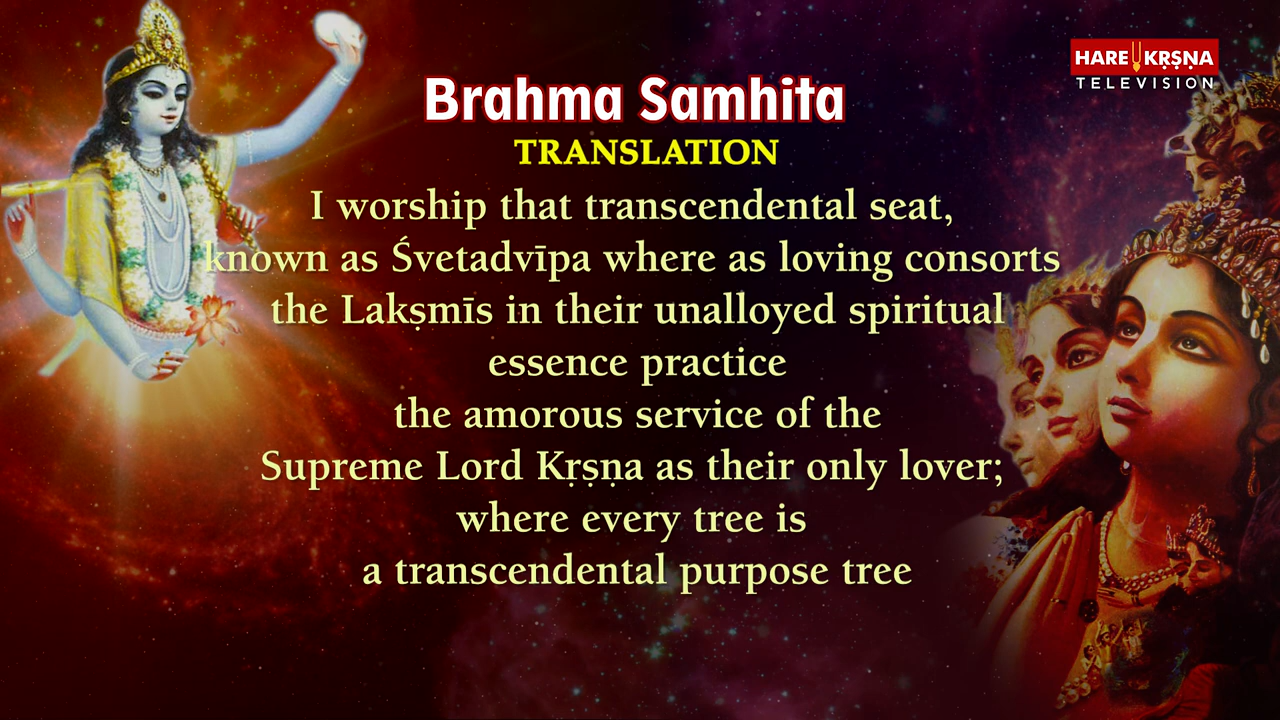 HARE KṚṢṆA
TELEVISION
Brahma Samhita
TRANSLATION
I worship that transcendental seat,
known as Śvetadvīpa where as loving consorts
the Lakṣmīs in their unalloyed spiritual
essence practice
the amorous service of the
Supreme Lord Kṛṣṇa as their only lover;
where every tree is
a transcendental purpose tree